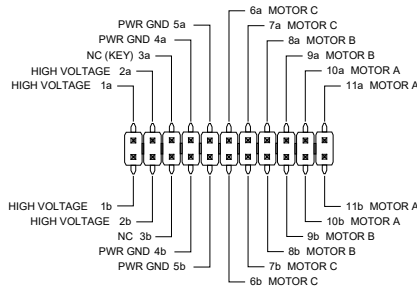 6a MOTOR C
PWR GND 5a
7a MOTOR C
PWR GND 4a
8a MOTOR B
NC (KEY) 3a
9a MOTOR B
HIGH VOLTAGE 2a
10a MOTOR A
HIGH VOLTAGE 1a
11a MOTOR A
HIGH VOLTAGE 1b
11b MOTOR A
HIGH VOLTAGE 2b
10b MOTOR A
NC 3b
9b MOTOR B
PWR GND 4b
8b MOTOR B
PWR GND 5b
7b MOTOR C
6b MOTOR C